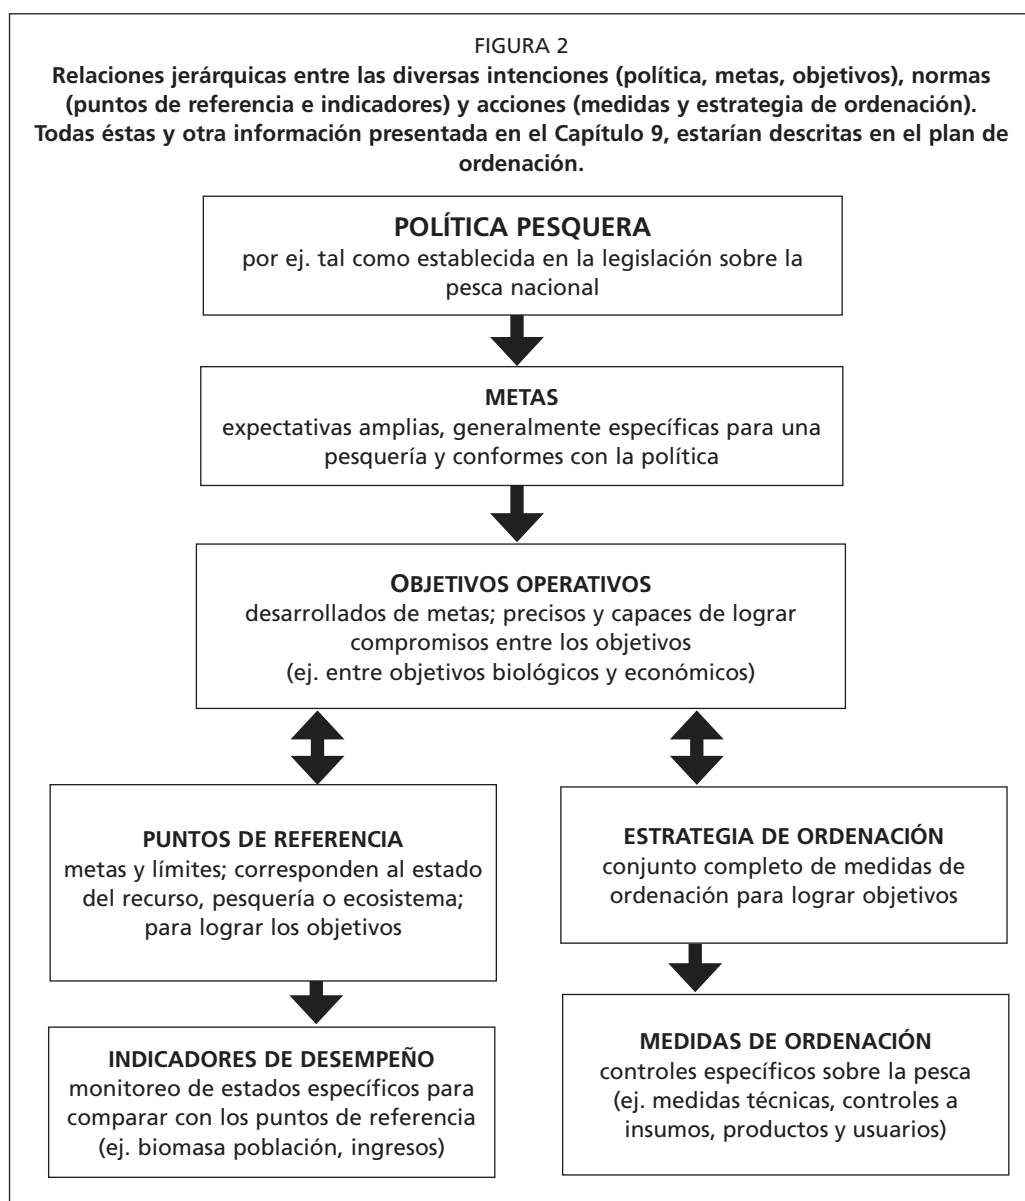 FIGURA 2
Relaciones jerárquicas entre las diversas intenciones (política, metas, objetivos), normas
(puntos de referencia e indicadores) y acciones (medidas y estrategia de ordenación).
Todas éstas y otra información presentada en el Capítulo 9, estarían descritas en el plan de
ordenación.
POLÍTICA PESQUERA
por ej. tal como establecida en la legislación sobre la
pesca nacional
METAS
expectativas amplias, generalmente específicas para una
pesquería y conformes con la política
OBJETIVOS OPERATIVOS
desarrollados de metas; precisos y capaces de lograr
compromisos entre los objetivos
(ej. entre objetivos biológicos y económicos)
PUNTOS DE REFERENCIA
metas y límites; corresponden al estado
del recurso, pesquería o ecosistema;
para lograr los objetivos
ESTRATEGIA DE ORDENACIÓN
conjunto completo de medidas de
ordenación para lograr objetivos
INDICADORES DE DESEMPEÑO
monitoreo de estados específicos para
comparar con los puntos de referencia
(ej. biomasa población, ingresos)
MEDIDAS DE ORDENACIÓN
controles específicos sobre la pesca
(ej. medidas técnicas, controles a
insumos, productos y usuarios)